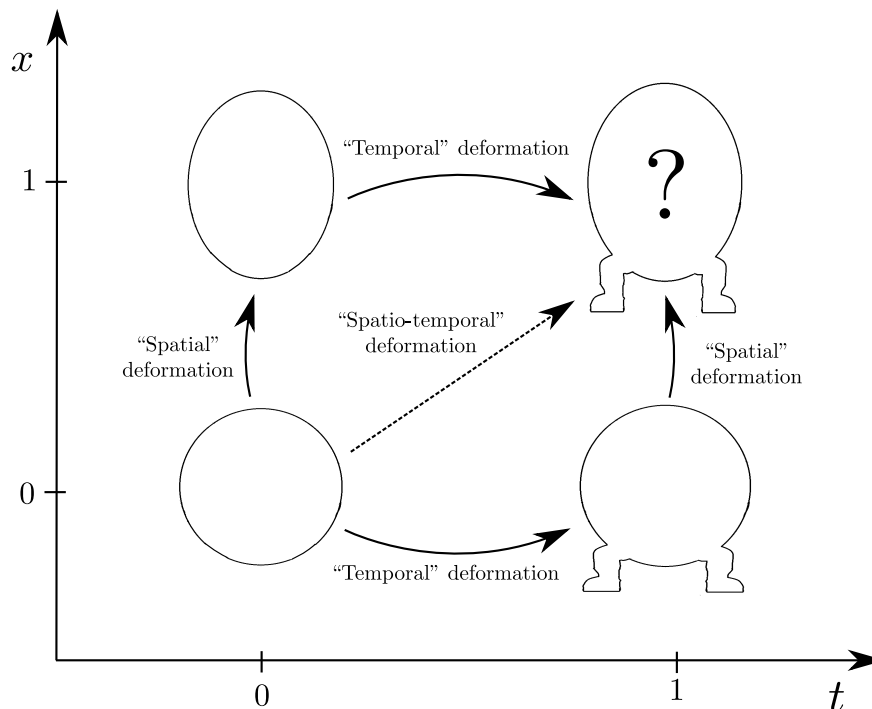 x
1
“Temporal” deformation
?
“Spatial”
deformation
“Spatio-temporal”
deformation
“Spatial”
deformation
0
“Temporal” deformation
0
1
t